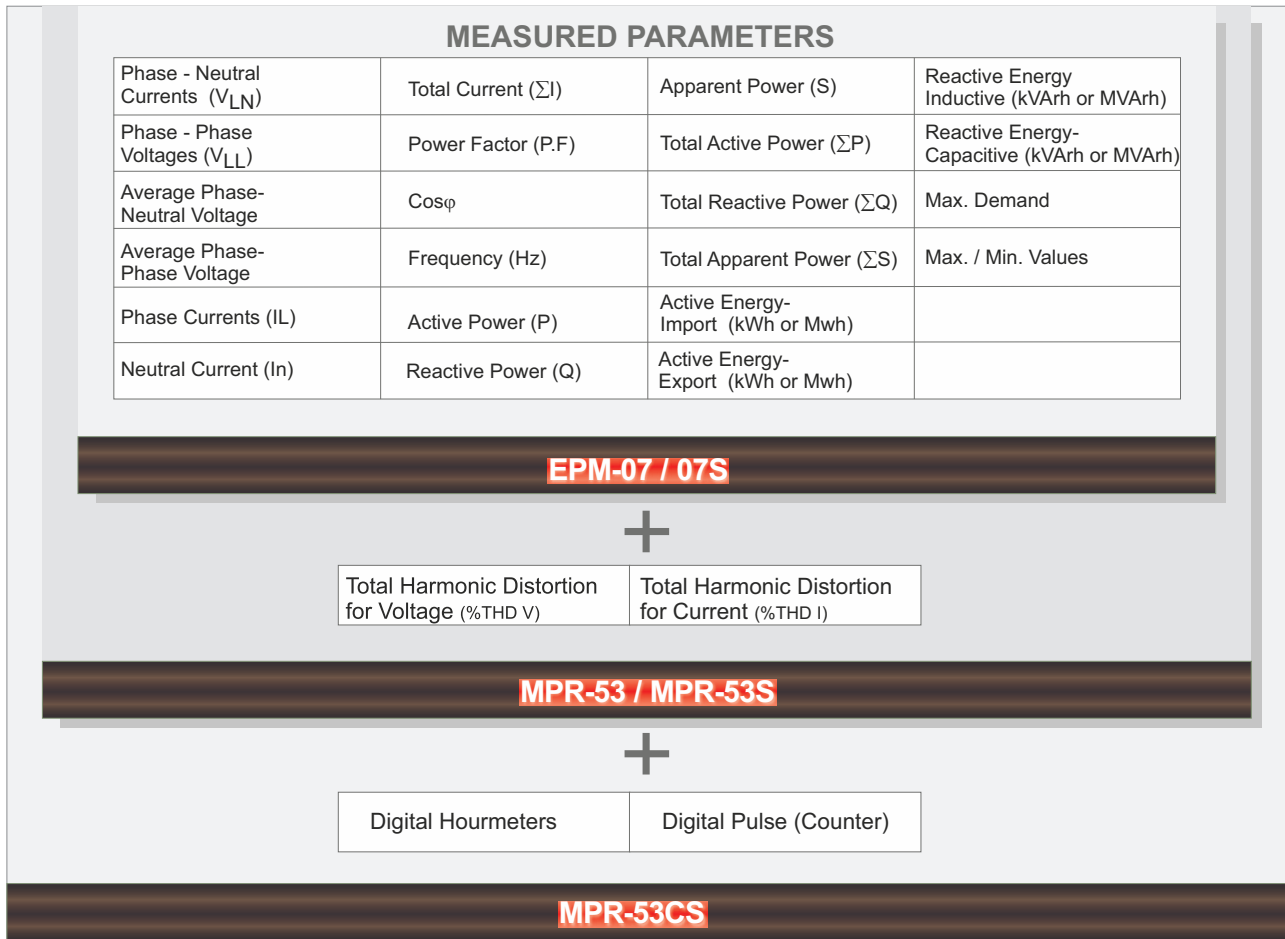 MEASURED PARAMETERS
Phase - Neutral
Currents (VLN)
Total Current (∑I)
Apparent Power (S)
Reactive Energy
Inductive (kVArh or MVArh)
Phase - Phase
Voltages (VLL)
Power Factor (P.F)
Total Active Power (∑P)
Reactive Energy-
Capacitive (kVArh or MVArh)
Average Phase-
Neutral Voltage
Cosφ
Total Reactive Power (∑Q)
Max. Demand
Average Phase-
Phase Voltage
Frequency (Hz)
Total Apparent Power (∑S)
Max. / Min. Values
Phase Currents (IL)
Active Power (P)
Active Energy-
Import (kWh or Mwh)
Neutral Current (In)
Reactive Power (Q)
Active Energy-
Export (kWh or Mwh)
EPM-07 / 07S
+
Total Harmonic Distortion
for Voltage (%THD V)
Total Harmonic Distortion
for Current (%THD I)
MPR-53 / MPR-53S
+
Digital Hourmeters
Digital Pulse (Counter)
MPR-53CS